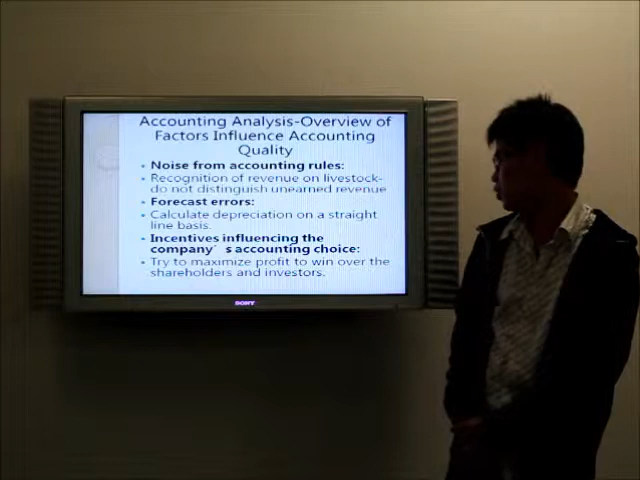 Accounting Analysis-Overview of
Factors Influence Accounting
Quality
• Noise from accounting rules:
• Recognition of revenue on livestock-
do not distinguish unearned revenue
• Forecast errors:
• Calculate depreciation on a straight
line basis.
• Incentives influencing the
company´s accounting choice:
• Try to maximize profit to win over the
shareholders and investors.
SONY